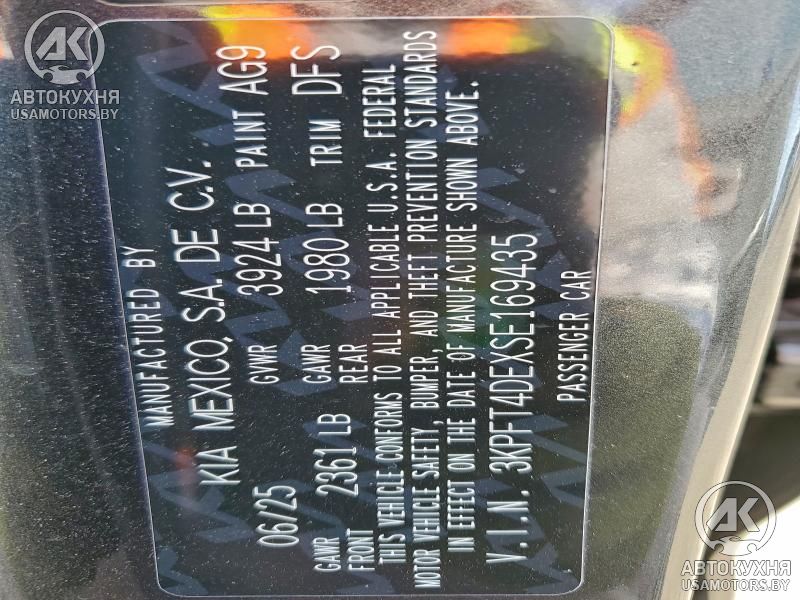 MANUFACTURED BY
KIA MEXICO, S.A. DE C.V.
06/25 GVWR 3924 LB PAINT AG9
GAWR FRONT 2361 LB GAWR REAR 1980 LB TRIM DFS
THIS VEHICLE CONFORMS TO ALL APPLICABLE U.S.A. FEDERAL
MOTOR VEHICLE SAFETY, BUMPER, AND THEFT PREVENTION STANDARDS
IN EFFECT ON THE DATE OF MANUFACTURE SHOWN ABOVE.
V.I.N. 3KPFT4DEXSE169435
PASSENGER CAR
АК
АВТОКУХНЯ
USAMOTORS.BY
АК
АВТОКУХНЯ
USAMOTORS.BY